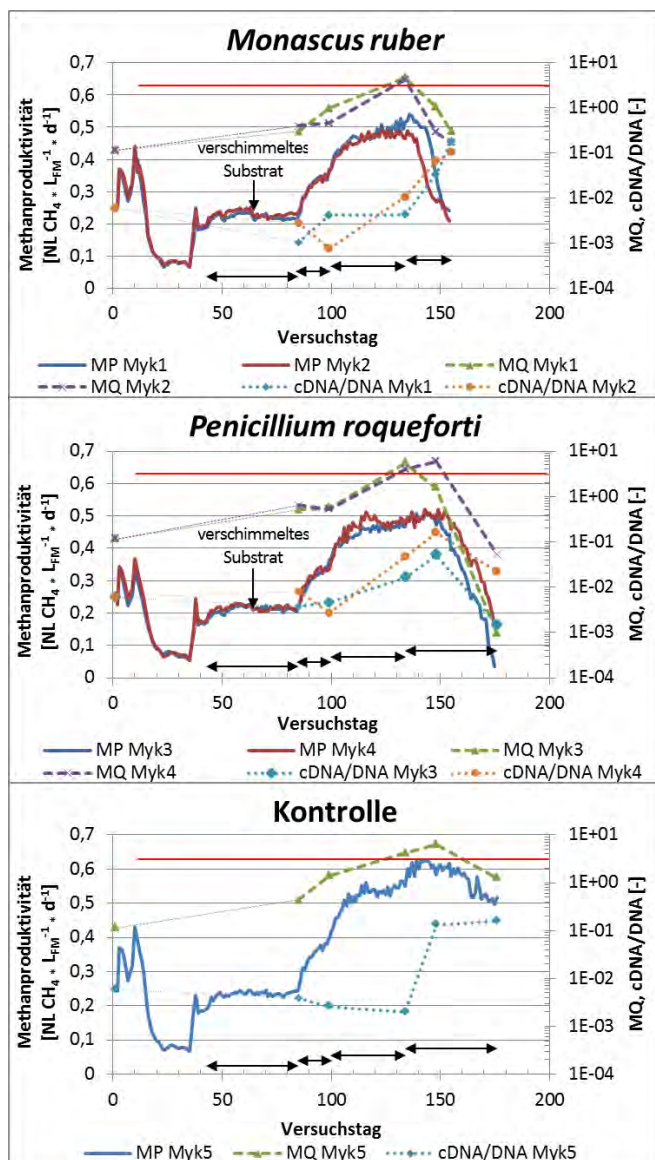 Monascus ruber
0,7
0,6
0,5
0,4
0,3
0,2
0,1
0
Methanproduktivität
[NL CH₄ * L_FM⁻¹ * d⁻¹]
verschimmeltes
Substrat
1E+01
1E+00
1E-01
1E-02
1E-03
1E-04
MQ, cDNA/DNA [-]
0 50 100 150 200
Versuchstag
MP Myk1 MP Myk2 MQ Myk1
MQ Myk2 cDNA/DNA Myk1 cDNA/DNA Myk2
Penicillium roqueforti
0,7
0,6
0,5
0,4
0,3
0,2
0,1
0
Methanproduktivität
[NL CH₄ * L_FM⁻¹ * d⁻¹]
verschimmeltes
Substrat
1E+01
1E+00
1E-01
1E-02
1E-03
1E-04
MQ, cDNA/DNA [-]
0 50 100 150 200
Versuchstag
MP Myk3 MP Myk4 MQ Myk3
MQ Myk4 cDNA/DNA Myk3 cDNA/DNA Myk4
Kontrolle
0,7
0,6
0,5
0,4
0,3
0,2
0,1
0
Methanproduktivität
[NL CH₄ * L_FM⁻¹ * d⁻¹]
1E+01
1E+00
1E-01
1E-02
1E-03
1E-04
MQ, cDNA/DNA [-]
0 50 100 150 200
Versuchstag
MP Myk5 MQ Myk5 cDNA/DNA Myk5